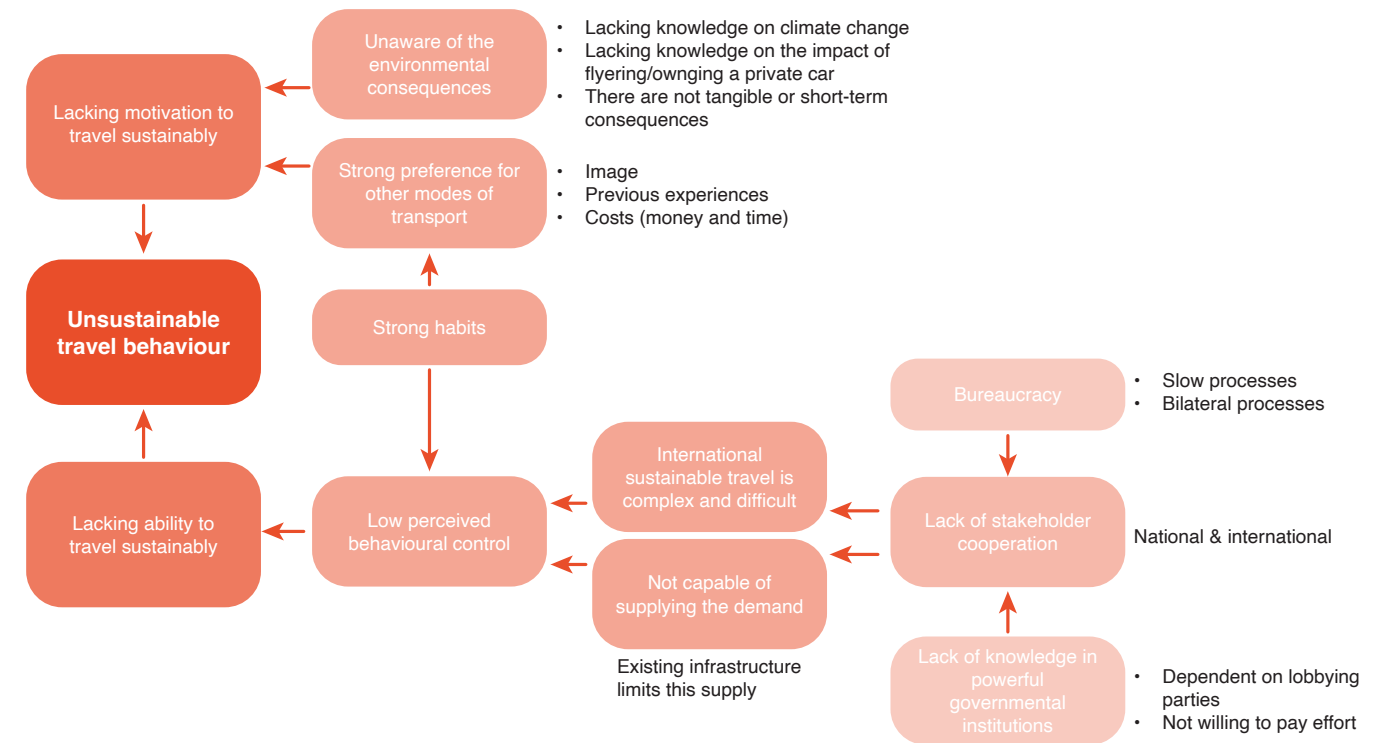 Unaware of the
environmental
consequences
• Lacking knowledge on climate change
• Lacking knowledge on the impact of
flyering/ownging a private car
• There are not tangible or short-term
consequences
Lacking motivation to
travel sustainably
Strong preference for
other modes of
transport
• Image
• Previous experiences
• Costs (money and time)
Unsustainable
travel behaviour
Strong habits
Bureaucracy
• Slow processes
• Bilateral processes
International
sustainable travel is
complex and difficult
Lacking ability to
travel sustainably
Low perceived
behavioural control
Lack of stakeholder
cooperation
National & international
Not capable of
supplying the demand
Existing infrastructure
limits this supply
Lack of knowledge in
powerful
governmental
institutions
• Dependent on lobbying
parties
• Not willing to pay effort